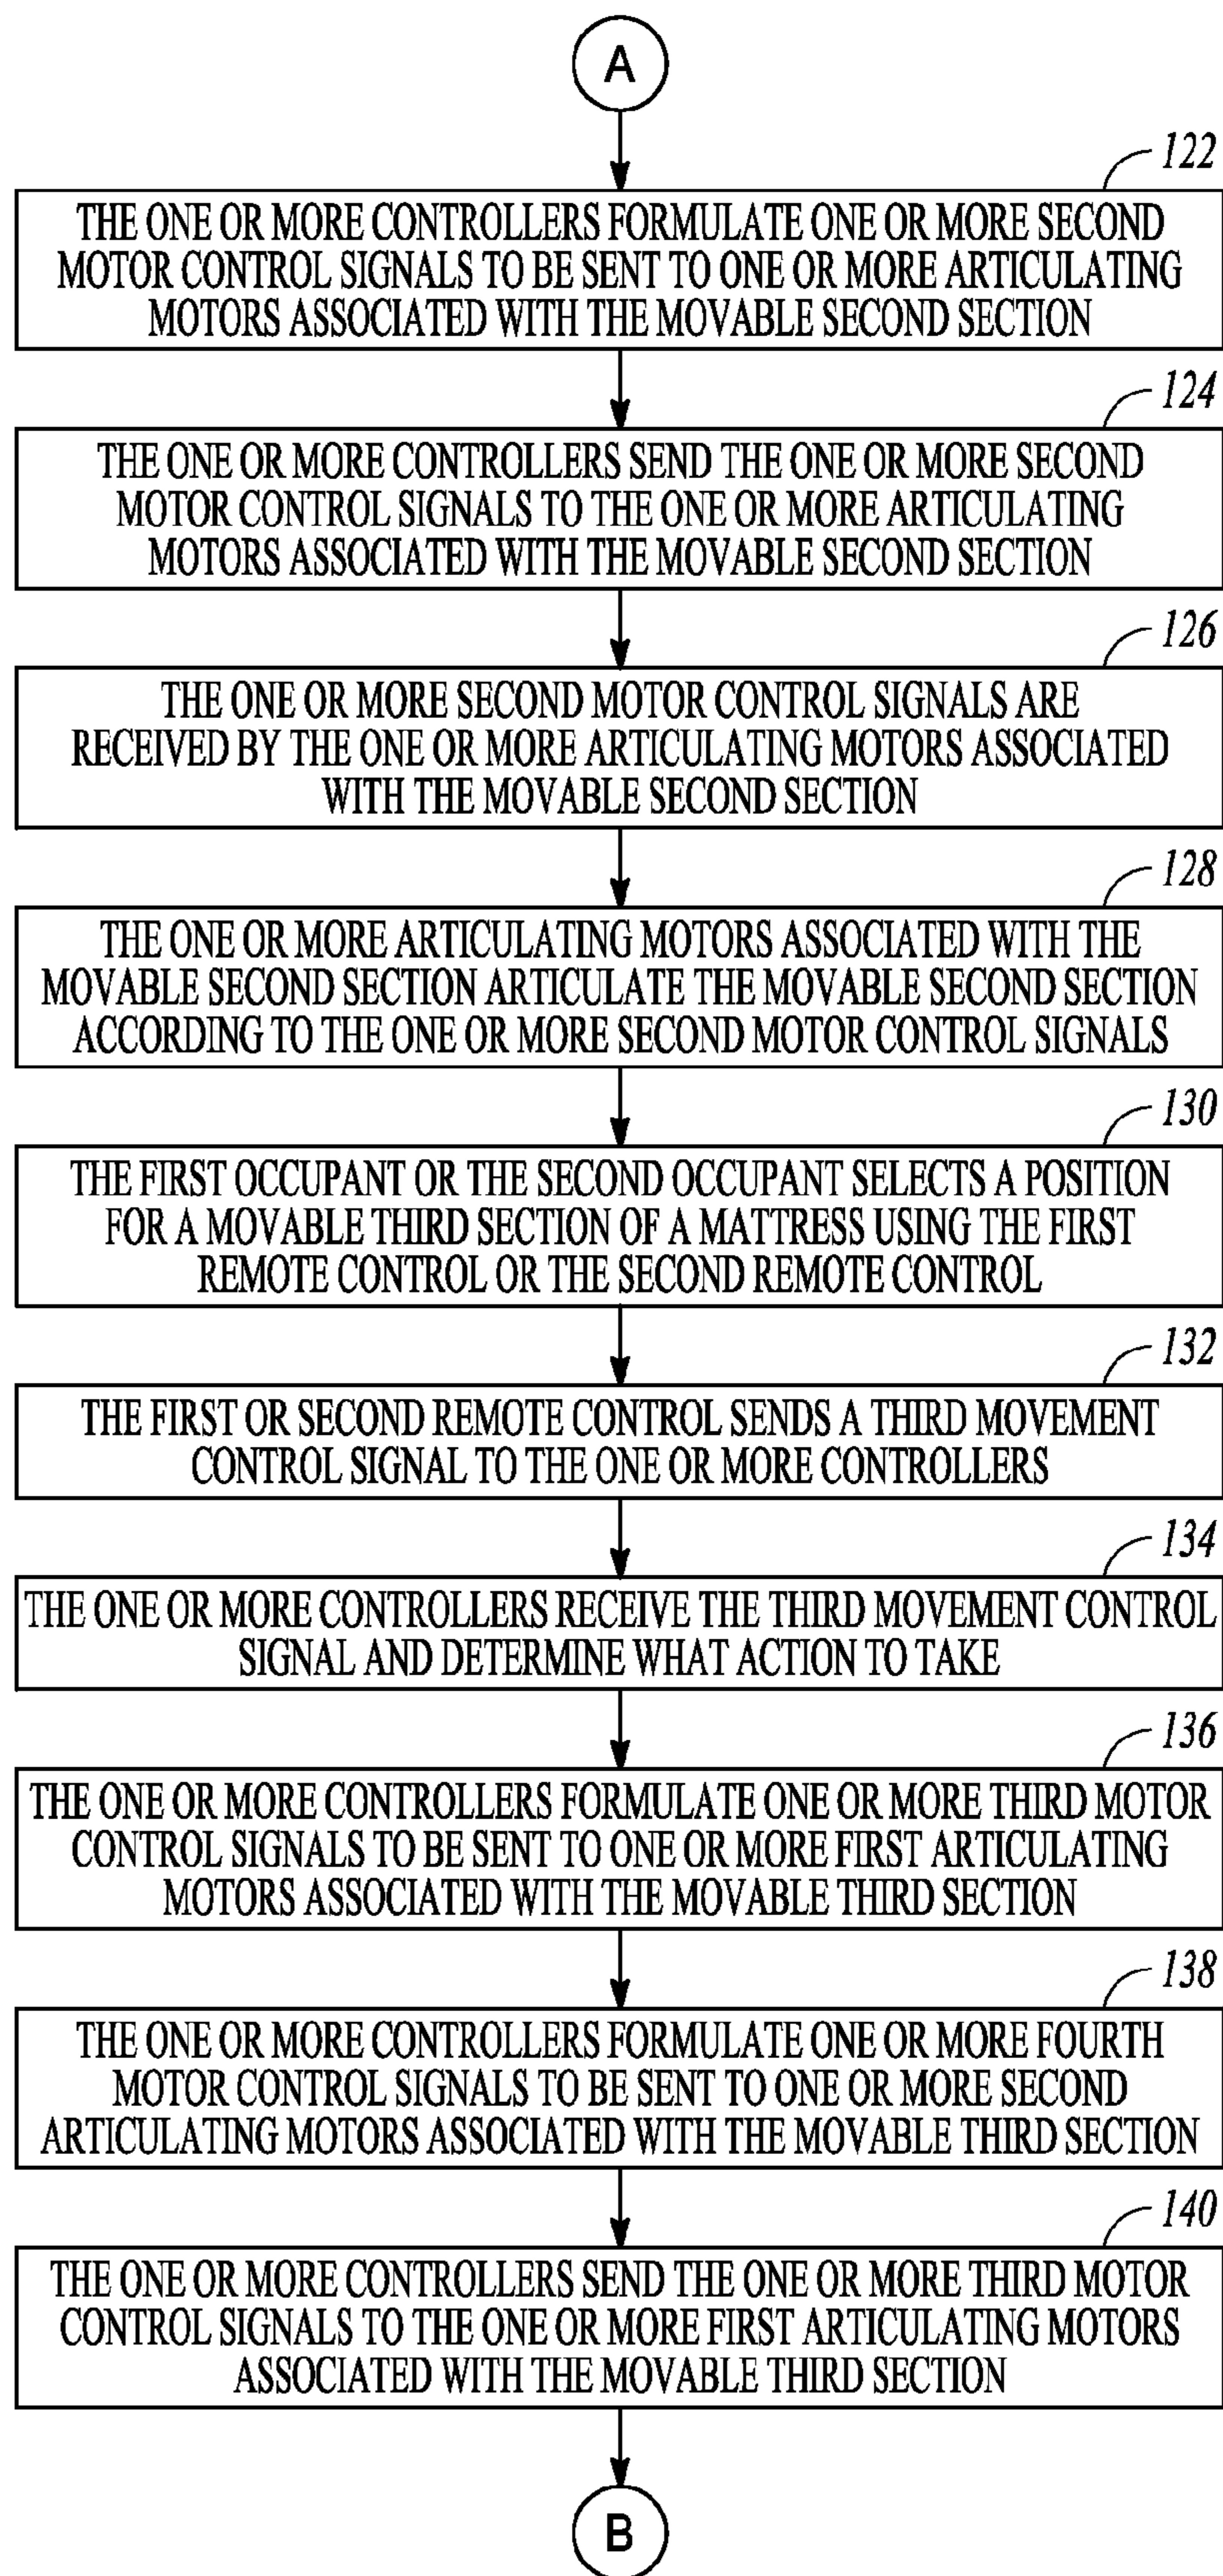 A
122
THE ONE OR MORE CONTROLLERS FORMULATE ONE OR MORE SECOND
MOTOR CONTROL SIGNALS TO BE SENT TO ONE OR MORE ARTICULATING
MOTORS ASSOCIATED WITH THE MOVABLE SECOND SECTION
124
THE ONE OR MORE CONTROLLERS SEND THE ONE OR MORE SECOND
MOTOR CONTROL SIGNALS TO THE ONE OR MORE ARTICULATING
MOTORS ASSOCIATED WITH THE MOVABLE SECOND SECTION
126
THE ONE OR MORE SECOND MOTOR CONTROL SIGNALS ARE
RECEIVED BY THE ONE OR MORE ARTICULATING MOTORS ASSOCIATED
WITH THE MOVABLE SECOND SECTION
128
THE ONE OR MORE ARTICULATING MOTORS ASSOCIATED WITH THE
MOVABLE SECOND SECTION ARTICULATE THE MOVABLE SECOND SECTION
ACCORDING TO THE ONE OR MORE SECOND MOTOR CONTROL SIGNALS
130
THE FIRST OCCUPANT OR THE SECOND OCCUPANT SELECTS A POSITION
FOR A MOVABLE THIRD SECTION OF A MATTRESS USING THE FIRST
REMOTE CONTROL OR THE SECOND REMOTE CONTROL
132
THE FIRST OR SECOND REMOTE CONTROL SENDS A THIRD MOVEMENT
CONTROL SIGNAL TO THE ONE OR MORE CONTROLLERS
134
THE ONE OR MORE CONTROLLERS RECEIVE THE THIRD MOVEMENT CONTROL
SIGNAL AND DETERMINE WHAT ACTION TO TAKE
136
THE ONE OR MORE CONTROLLERS FORMULATE ONE OR MORE THIRD MOTOR
CONTROL SIGNALS TO BE SENT TO ONE OR MORE FIRST ARTICULATING
MOTORS ASSOCIATED WITH THE MOVABLE THIRD SECTION
138
THE ONE OR MORE CONTROLLERS FORMULATE ONE OR MORE FOURTH
MOTOR CONTROL SIGNALS TO BE SENT TO ONE OR MORE SECOND
ARTICULATING MOTORS ASSOCIATED WITH THE MOVABLE THIRD SECTION
140
THE ONE OR MORE CONTROLLERS SEND THE ONE OR MORE THIRD MOTOR
CONTROL SIGNALS TO THE ONE OR MORE FIRST ARTICULATING MOTORS
ASSOCIATED WITH THE MOVABLE THIRD SECTION
B